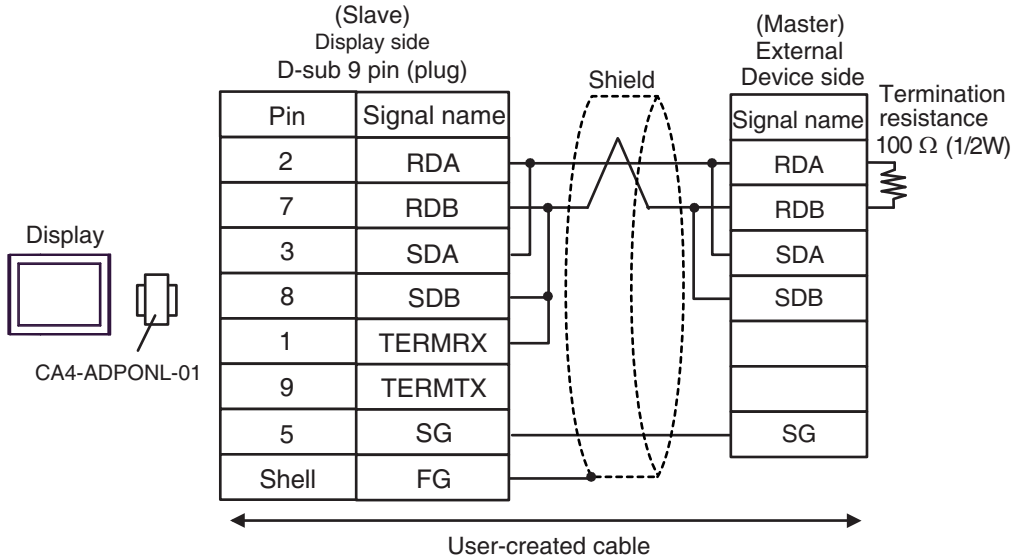 (Slave)
Display side
D-sub 9 pin (plug)
(Master)
External
Device side
Shield
Termination
resistance
100 Ω (1/2W)
Pin Signal name
2 RDA
7 RDB
3 SDA
8 SDB
1 TERMRX
9 TERMTX
5 SG
Shell FG
Signal name
RDA
RDB
SDA
SDB
SG
Display
CA4-ADPONL-01
User-created cable